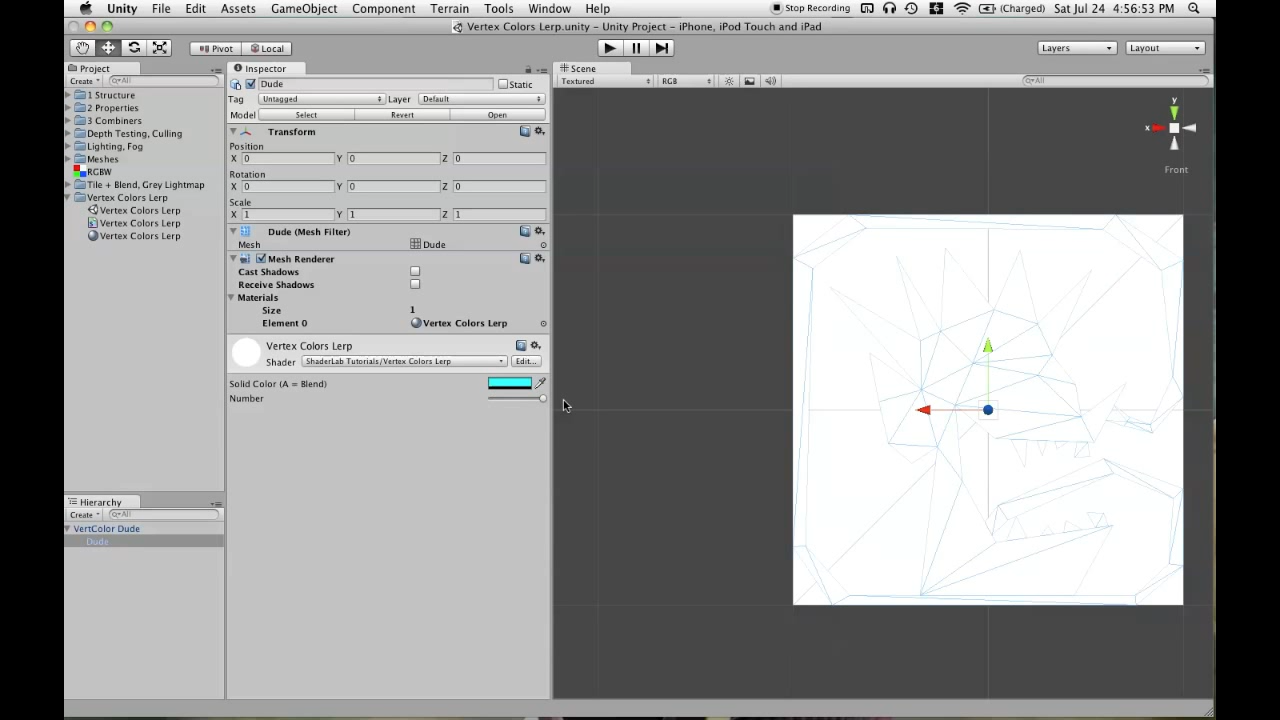 Unity File Edit Assets GameObject Component Terrain Tools Window Help Stop Recording (Charged) Sat Jul 24 4:56:53 PM
Vertex Colors Lerp.unity – Unity Project – iPhone, iPod Touch and iPad
Pivot Local Layers Layout
Project
Create All
1 Structure
2 Properties
3 Combiners
Depth Testing, Culling
Lighting, Fog
Meshes
RGBW
Tile + Blend, Grey Lightmap
Vertex Colors Lerp
Vertex Colors Lerp
Vertex Colors Lerp
Vertex Colors Lerp
Hierarchy
Create All
VertColor Dude
Dude
Inspector
Dude Static
Tag Untagged Layer Default
Model Select Revert Open
Transform
Position
X 0 Y 0 Z 0
Rotation
X 0 Y 0 Z 0
Scale
X 1 Y 1 Z 1
Dude (Mesh Filter)
Mesh Dude
Mesh Renderer
Cast Shadows
Receive Shadows
Materials
Size 1
Element 0 Vertex Colors Lerp
Vertex Colors Lerp
Shader ShaderLab Tutorials/Vertex Colors Lerp Edit...
Solid Color (A = Blend)
Number
Scene
Textured RGB All
y
x
Front